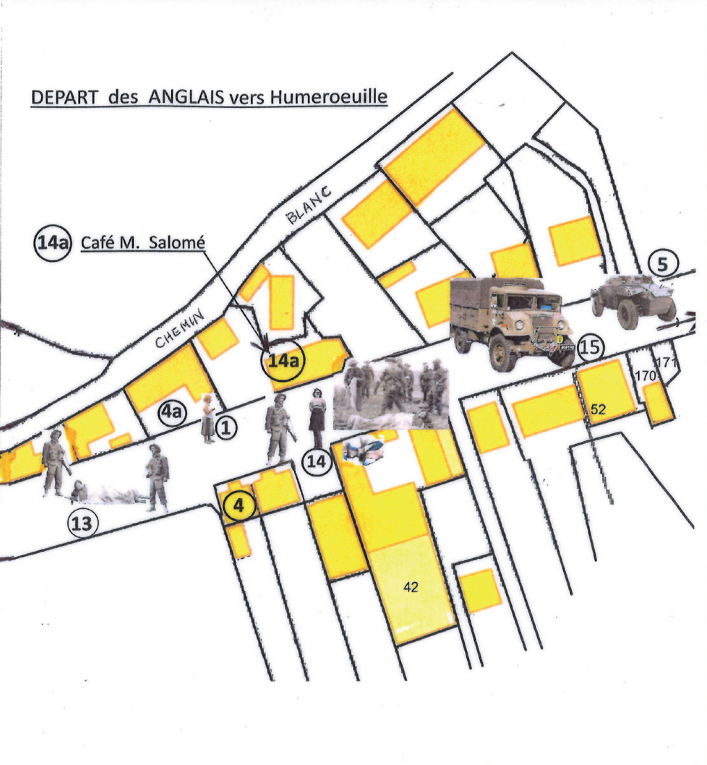 DEPART des ANGLAIS vers Humeroeuille
BLANC
14a Café M. Salomé
5
CHEMIN
15
14a
171
170
4a
52
1
14
4
13
42